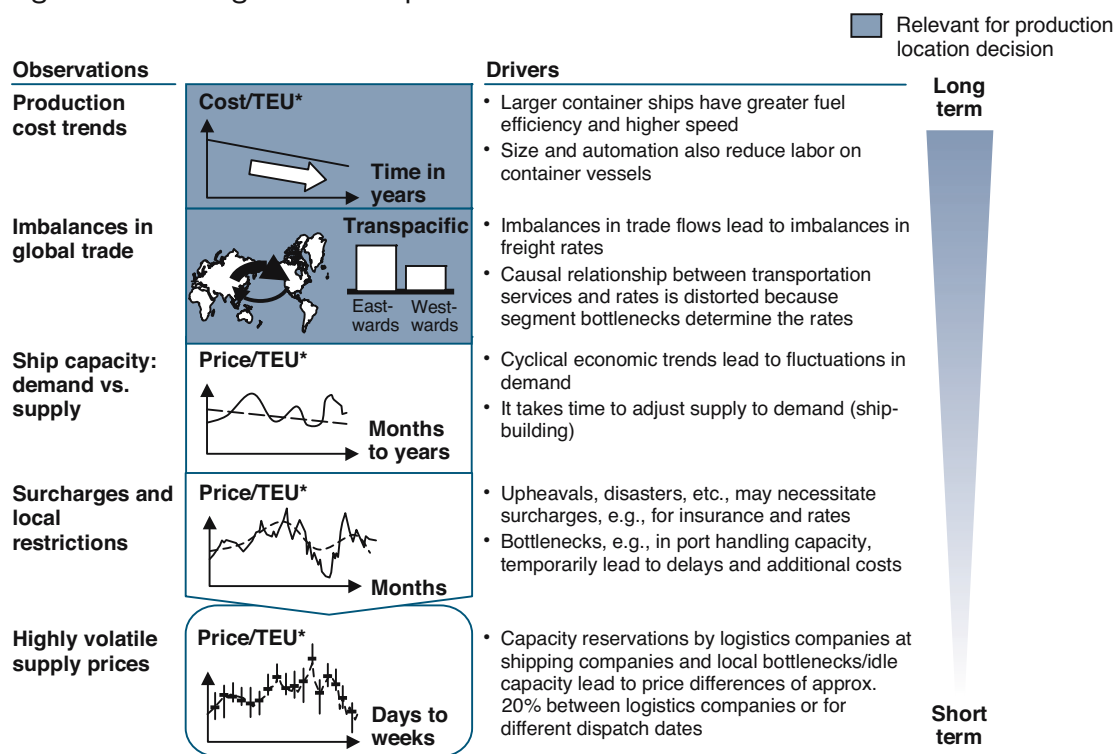 Relevant for production
location decision
Observations
Drivers
Long
term
Production
cost trends
Cost/TEU*
Time in
years
• Larger container ships have greater fuel
efficiency and higher speed
• Size and automation also reduce labor on
container vessels
Imbalances in
global trade
Transpacific
East-
wards
West-
wards
• Imbalances in trade flows lead to imbalances in
freight rates
• Causal relationship between transportation
services and rates is distorted because
segment bottlenecks determine the rates
Ship capacity:
demand vs.
supply
Price/TEU*
Months
to years
• Cyclical economic trends lead to fluctuations in
demand
• It takes time to adjust supply to demand (ship-
building)
Surcharges and
local
restrictions
Price/TEU*
Months
• Upheavals, disasters, etc., may necessitate
surcharges, e.g., for insurance and rates
• Bottlenecks, e.g., in port handling capacity,
temporarily lead to delays and additional costs
Highly volatile
supply prices
Price/TEU*
Days to
weeks
• Capacity reservations by logistics companies at
shipping companies and local bottlenecks/idle
capacity lead to price differences of approx.
20% between logistics companies or for
different dispatch dates
Short
term